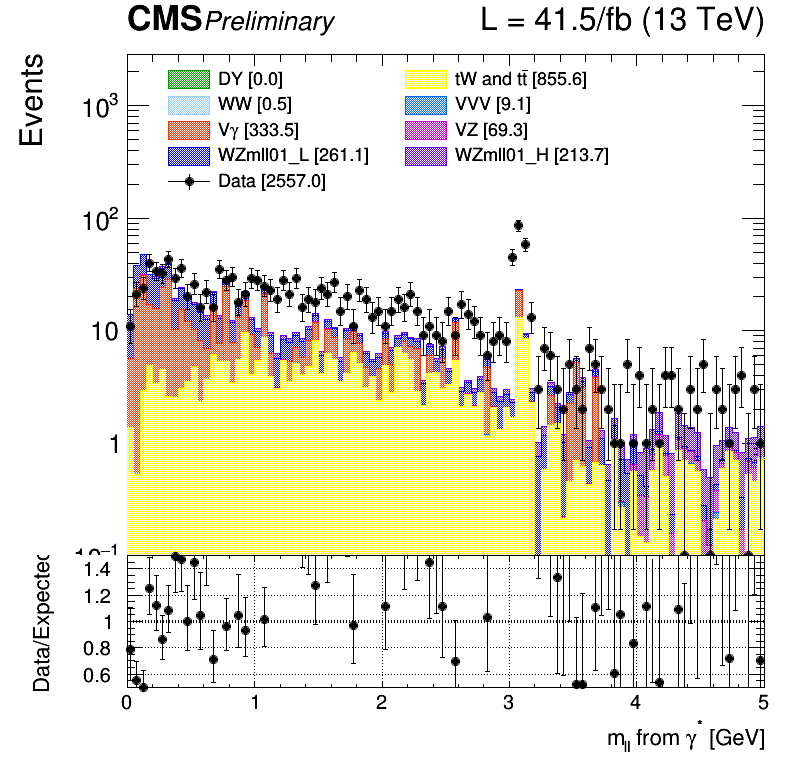 CMS Preliminary L = 41.5/fb (13 TeV)
Events
DY [0.0] tW and tt̄ [855.6]
WW [0.5] VVV [9.1]
Vγ [333.5] VZ [69.3]
WZmll01_L [261.1] WZmll01_H [213.7]
Data [2557.0]
10³
10²
10
1
10⁻¹
Data/Expected
1.4
1.2
1
0.8
0.6
0 1 2 3 4 5
m_ll from γ* [GeV]